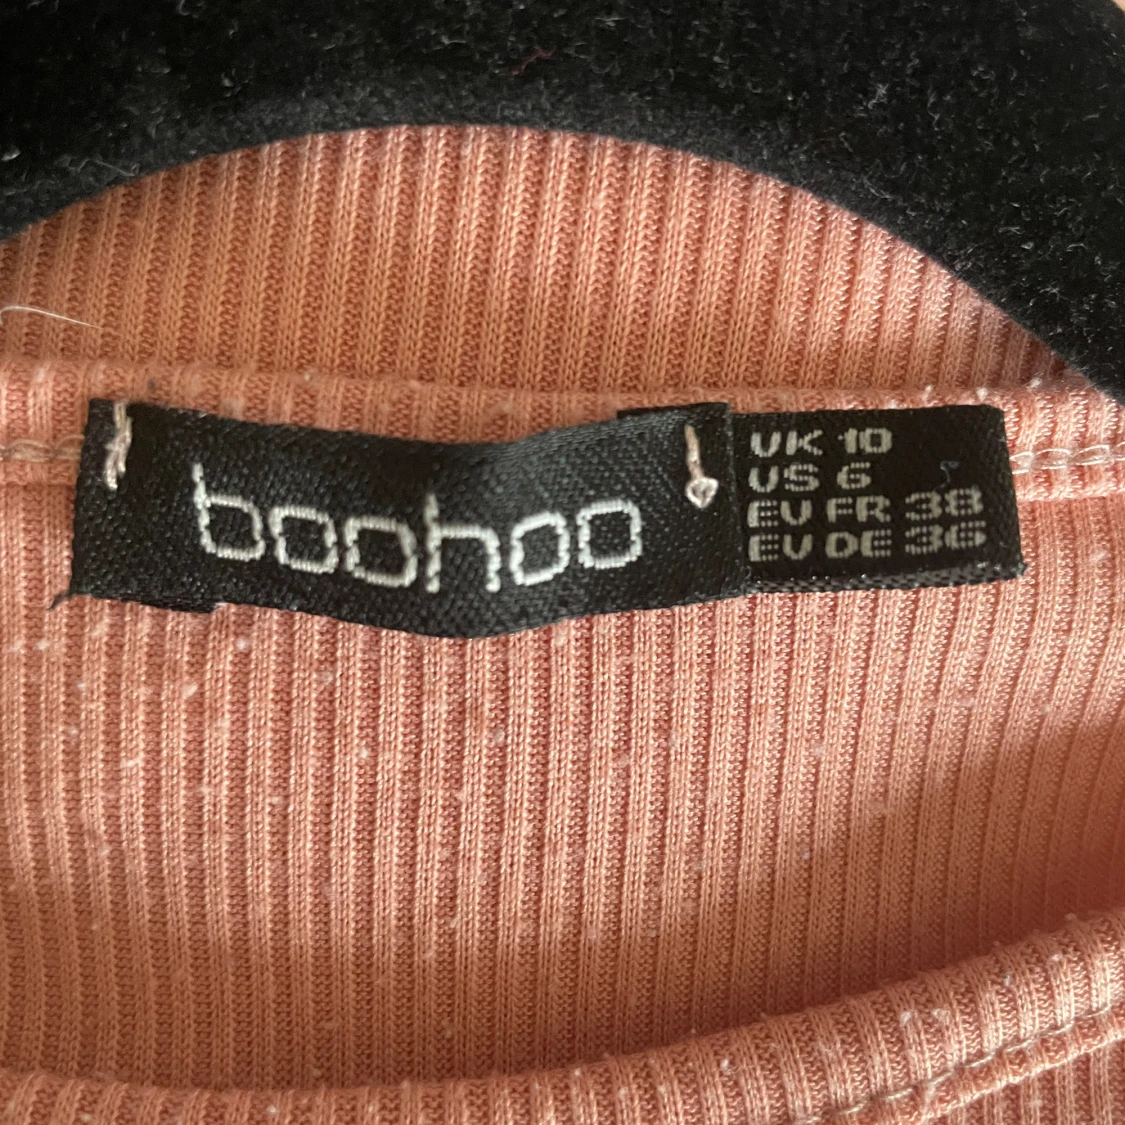 boohoo
UK 10
US 6
EU FR 38
EU DE 36